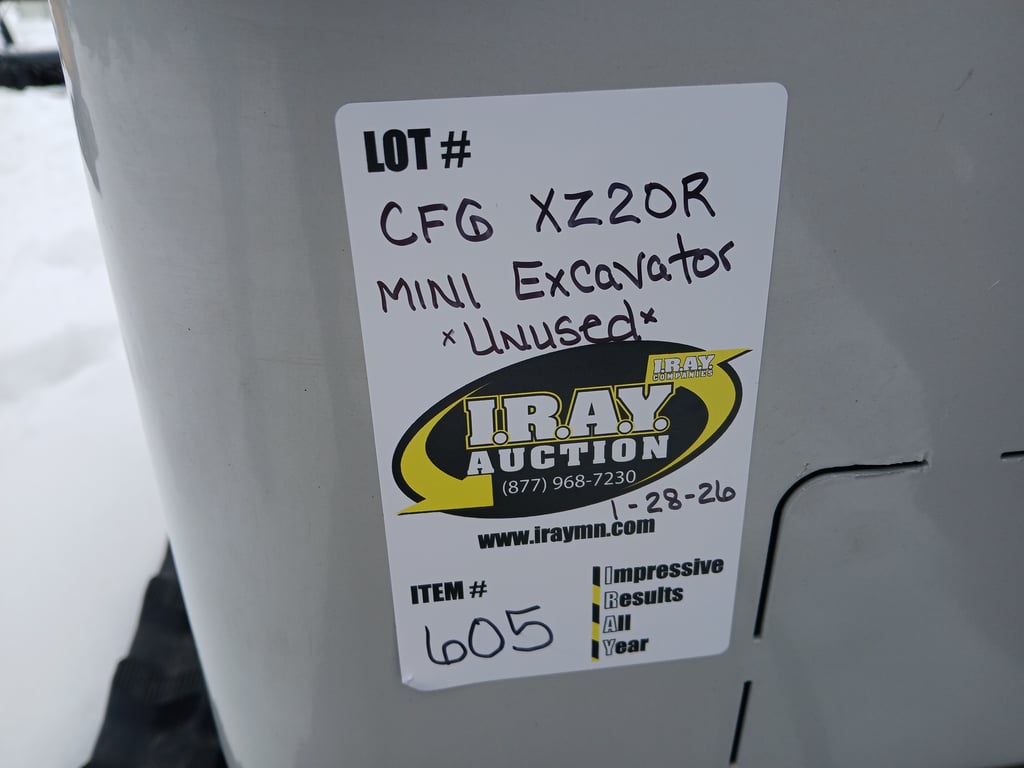 LOT #
CFG XZ20R
MINI Excavator
*Unused*
I.R.A.Y.
COMPANIES
I.R.A.Y.
AUCTION
(877) 968-7230
1-28-26
www.iraymn.com
ITEM #
605
Impressive
Results
All
Year